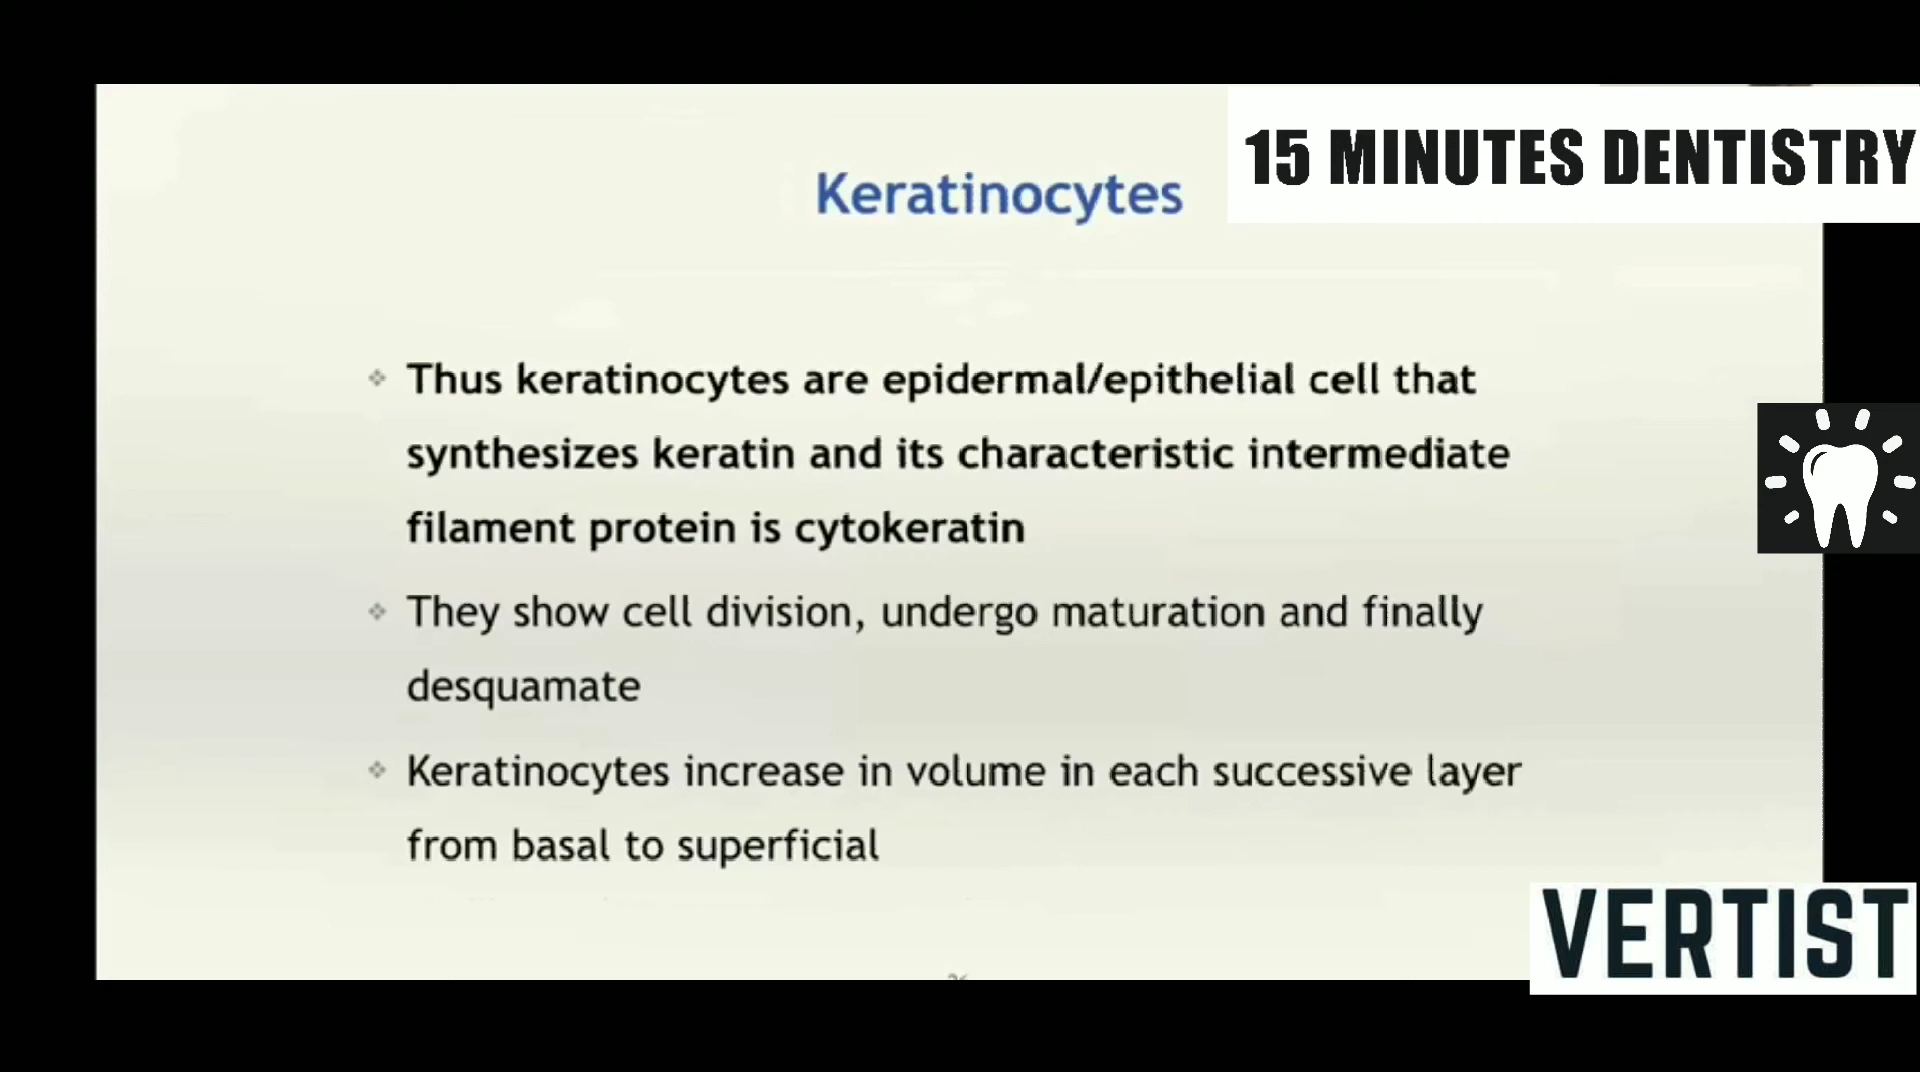 15 MINUTES DENTISTRY
Keratinocytes
Thus keratinocytes are epidermal/epithelial cell that
synthesizes keratin and its characteristic intermediate
filament protein is cytokeratin
They show cell division, undergo maturation and finally
desquamate
Keratinocytes increase in volume in each successive layer
from basal to superficial
VERTIST